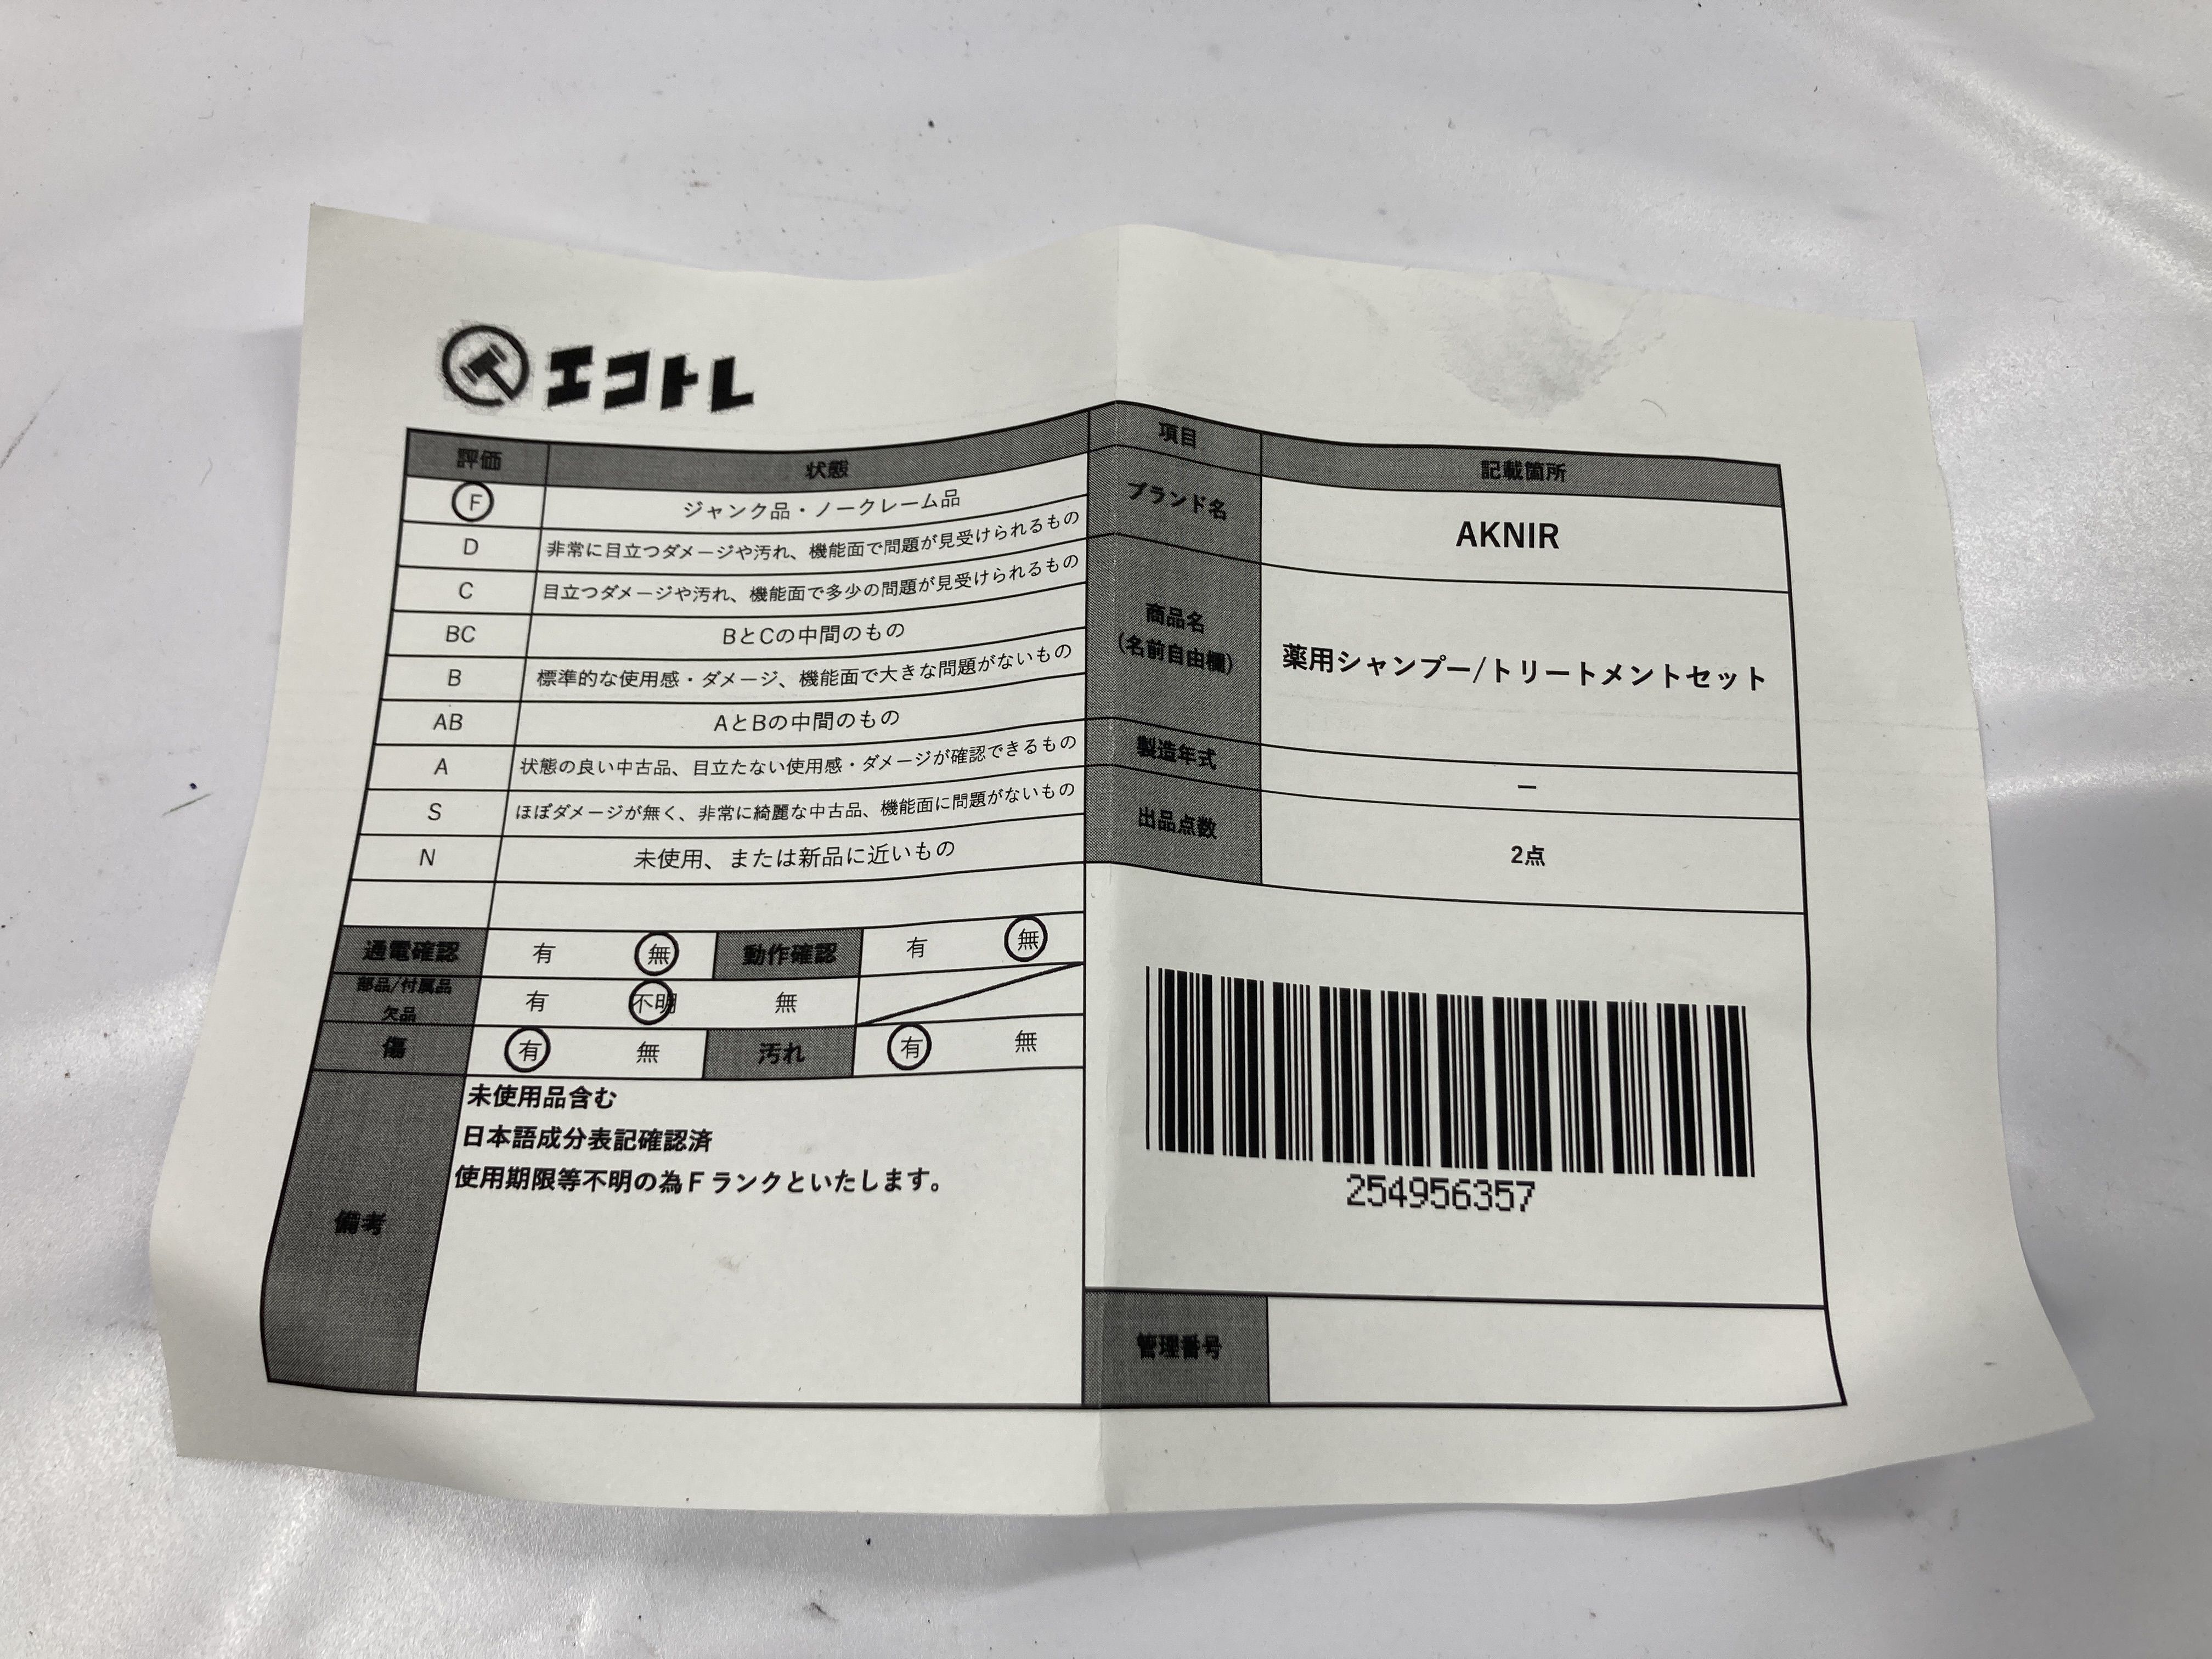 エコトレ
評価 状態
F ジャンク品・ノークレーム品
D 非常に目立つダメージや汚れ、機能面で問題が見受けられるもの
C 目立つダメージや汚れ、機能面で多少の問題が見受けられるもの
BC BとCの中間のもの
B 標準的な使用感・ダメージ、機能面で大きな問題がないもの
AB AとBの中間のもの
A 状態の良い中古品、目立たない使用感・ダメージが確認できるもの
S ほぼダメージが無く、非常に綺麗な中古品、機能面に問題がないもの
N 未使用、または新品に近いもの
通電確認 有 無 動作確認 有 無
部品/付属品
欠品 有 不明 無
傷 有 無 汚れ 有 無
備考
未使用品含む
日本語成分表記確認済
使用期限等不明の為Fランクといたします。
項目 記載箇所
ブランド名 AKNIR
商品名
(名前自由欄) 薬用シャンプー/トリートメントセット
製造年式 ー
出品点数 2点
254956357
管理番号